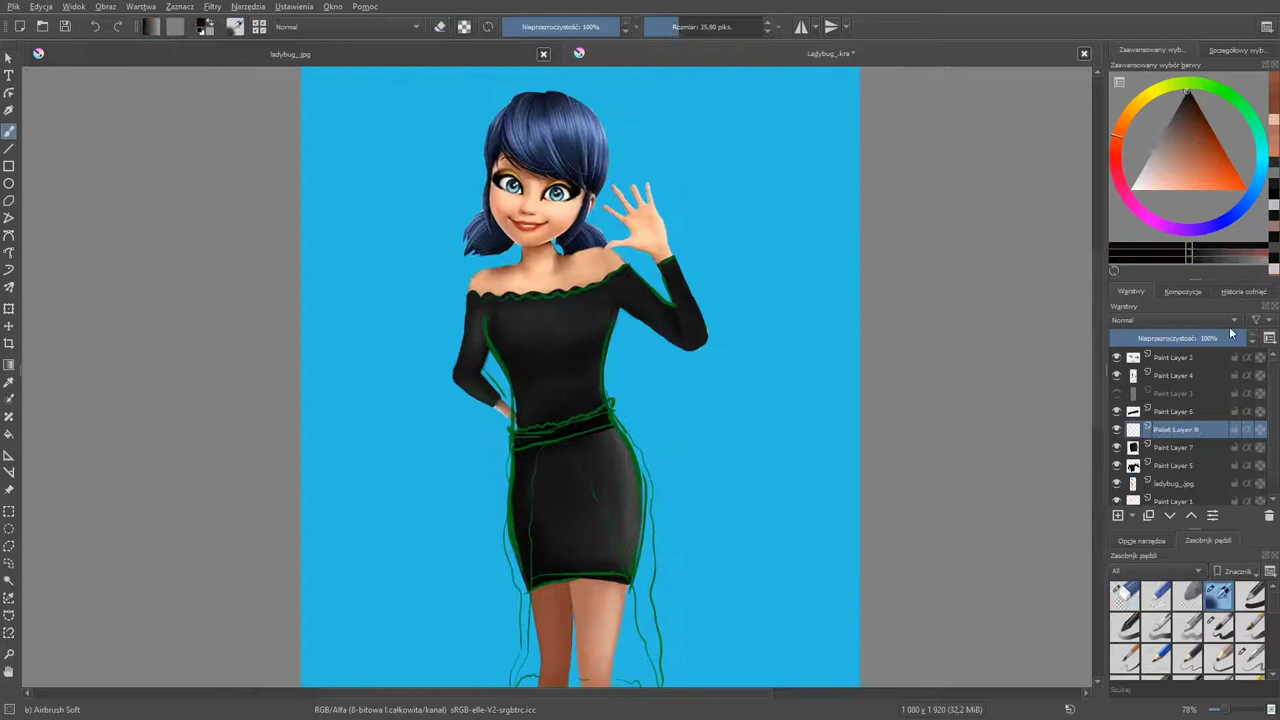 Plik Edycja Widok Obraz Warstwa Zaznacz Filtry Narzędzia Ustawienia Okno Pomoc
Normal Nieprzezroczystość: 100% Rozmiar: 25,80 piks.
ladybug_.jpg Ladybug_.kra *
Zaawansowany wyb... Szczegółowy wyb...
Zaawansowany wybór barwy
Warstwy Kompozycje Historia cofnięć
Warstwy
Normal
Nieprzezroczystość: 100%
Paint Layer 2
Paint Layer 4
Paint Layer 3
Paint Layer 6
Paint Layer 8
Paint Layer 7
Paint Layer 5
ladybug_.jpg
Paint Layer 1
Opcje narzędzia Zasobnik pędzli
Zasobnik pędzli
All Znacznik
Szukaj
b) Airbrush Soft RGB/Alfa (8-bitowa l.całkowita/kanał) sRGB-elle-V2-srgbtrc.icc 1 080 x 1 920 (32,2 MiB) 78%